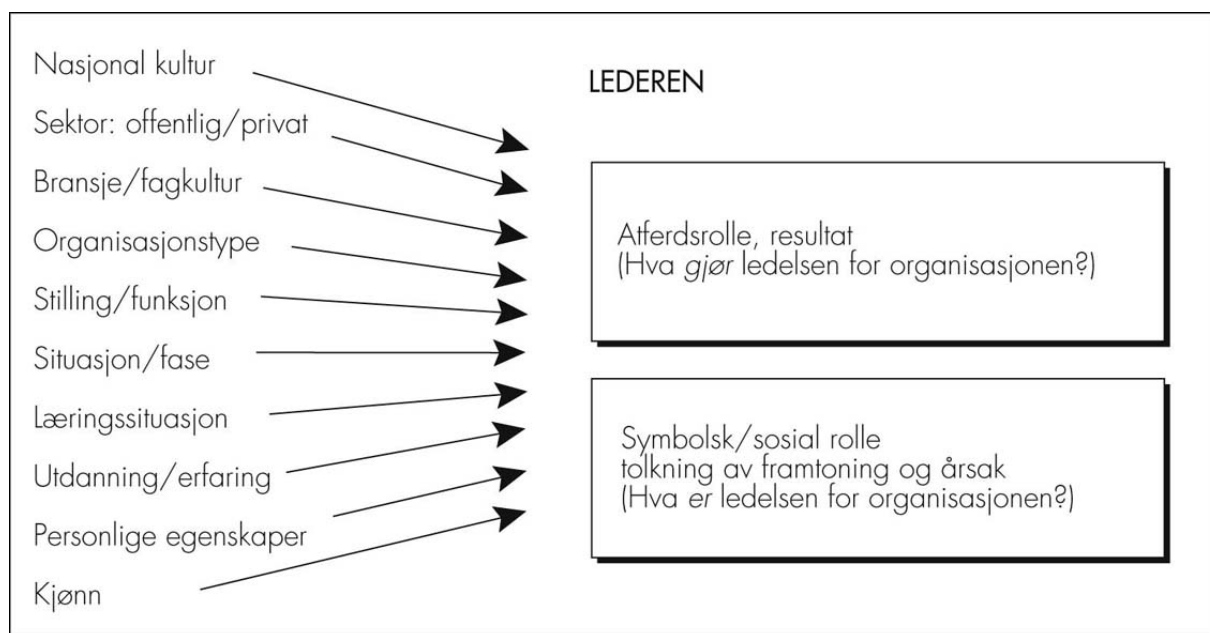 Nasjonal kultur
Sektor: offentlig/privat
Bransje/fagkultur
Organisasjonstype
Stilling/funksjon
Situasjon/fase
Læringssituasjon
Utdanning/erfaring
Personlige egenskaper
Kjønn
LEDEREN
Atferdsrolle, resultat
(Hva gjør ledelsen for organisasjonen?)
Symbolsk/sosial rolle
tolkning av framtoning og årsak
(Hva er ledelsen for organisasjonen?)